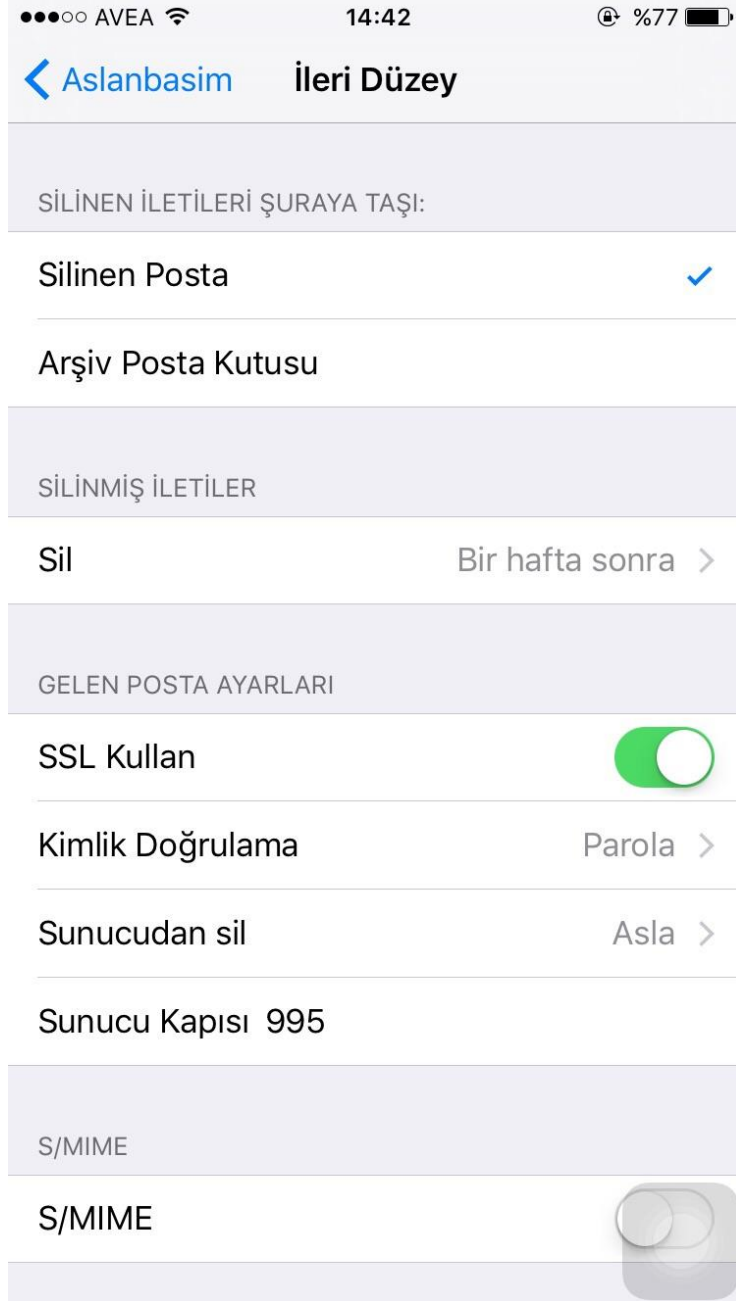 AVEA 14:42 %77
Aslanbasim İleri Düzey
SİLİNEN İLETİLERİ ŞURAYA TAŞI:
Silinen Posta
Arşiv Posta Kutusu
SİLİNMİŞ İLETİLER
Sil Bir hafta sonra
GELEN POSTA AYARLARI
SSL Kullan
Kimlik Doğrulama Parola
Sunucudan sil Asla
Sunucu Kapısı 995
S/MIME
S/MIME